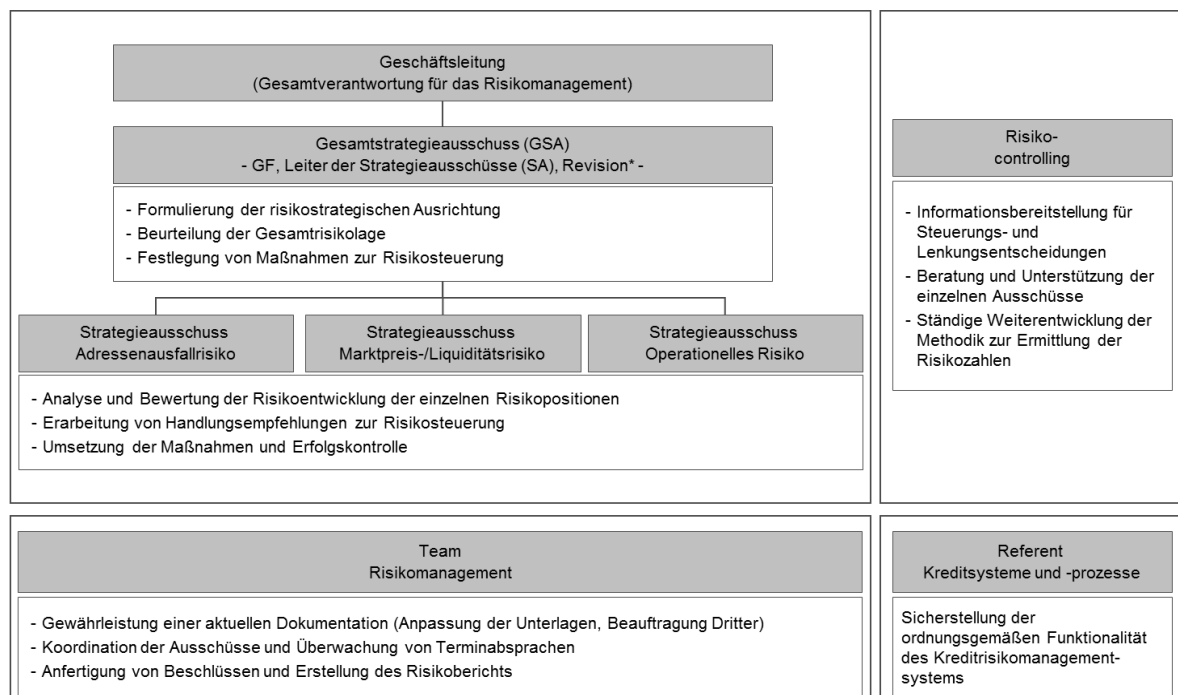 Geschäftsleitung
(Gesamtverantwortung für das Risikomanagement)
Gesamtstrategieausschuss (GSA)
- GF, Leiter der Strategieausschüsse (SA), Revision* -
- Formulierung der risikostrategischen Ausrichtung
- Beurteilung der Gesamtrisikolage
- Festlegung von Maßnahmen zur Risikosteuerung
Strategieausschuss
Adressenausfallrisiko
Strategieausschuss
Marktpreis-/Liquiditätsrisiko
Strategieausschuss
Operationelles Risiko
- Analyse und Bewertung der Risikoentwicklung der einzelnen Risikopositionen
- Erarbeitung von Handlungsempfehlungen zur Risikosteuerung
- Umsetzung der Maßnahmen und Erfolgskontrolle
Risiko-
controlling
- Informationsbereitstellung für
Steuerungs- und
Lenkungsentscheidungen
- Beratung und Unterstützung der
einzelnen Ausschüsse
- Ständige Weiterentwicklung der
Methodik zur Ermittlung der
Risikozahlen
Team
Risikomanagement
- Gewährleistung einer aktuellen Dokumentation (Anpassung der Unterlagen, Beauftragung Dritter)
- Koordination der Ausschüsse und Überwachung von Terminabsprachen
- Anfertigung von Beschlüssen und Erstellung des Risikoberichts
Referent
Kreditsysteme und -prozesse
Sicherstellung der
ordnungsgemäßen Funktionalität
des Kreditrisikomanagement-
systems